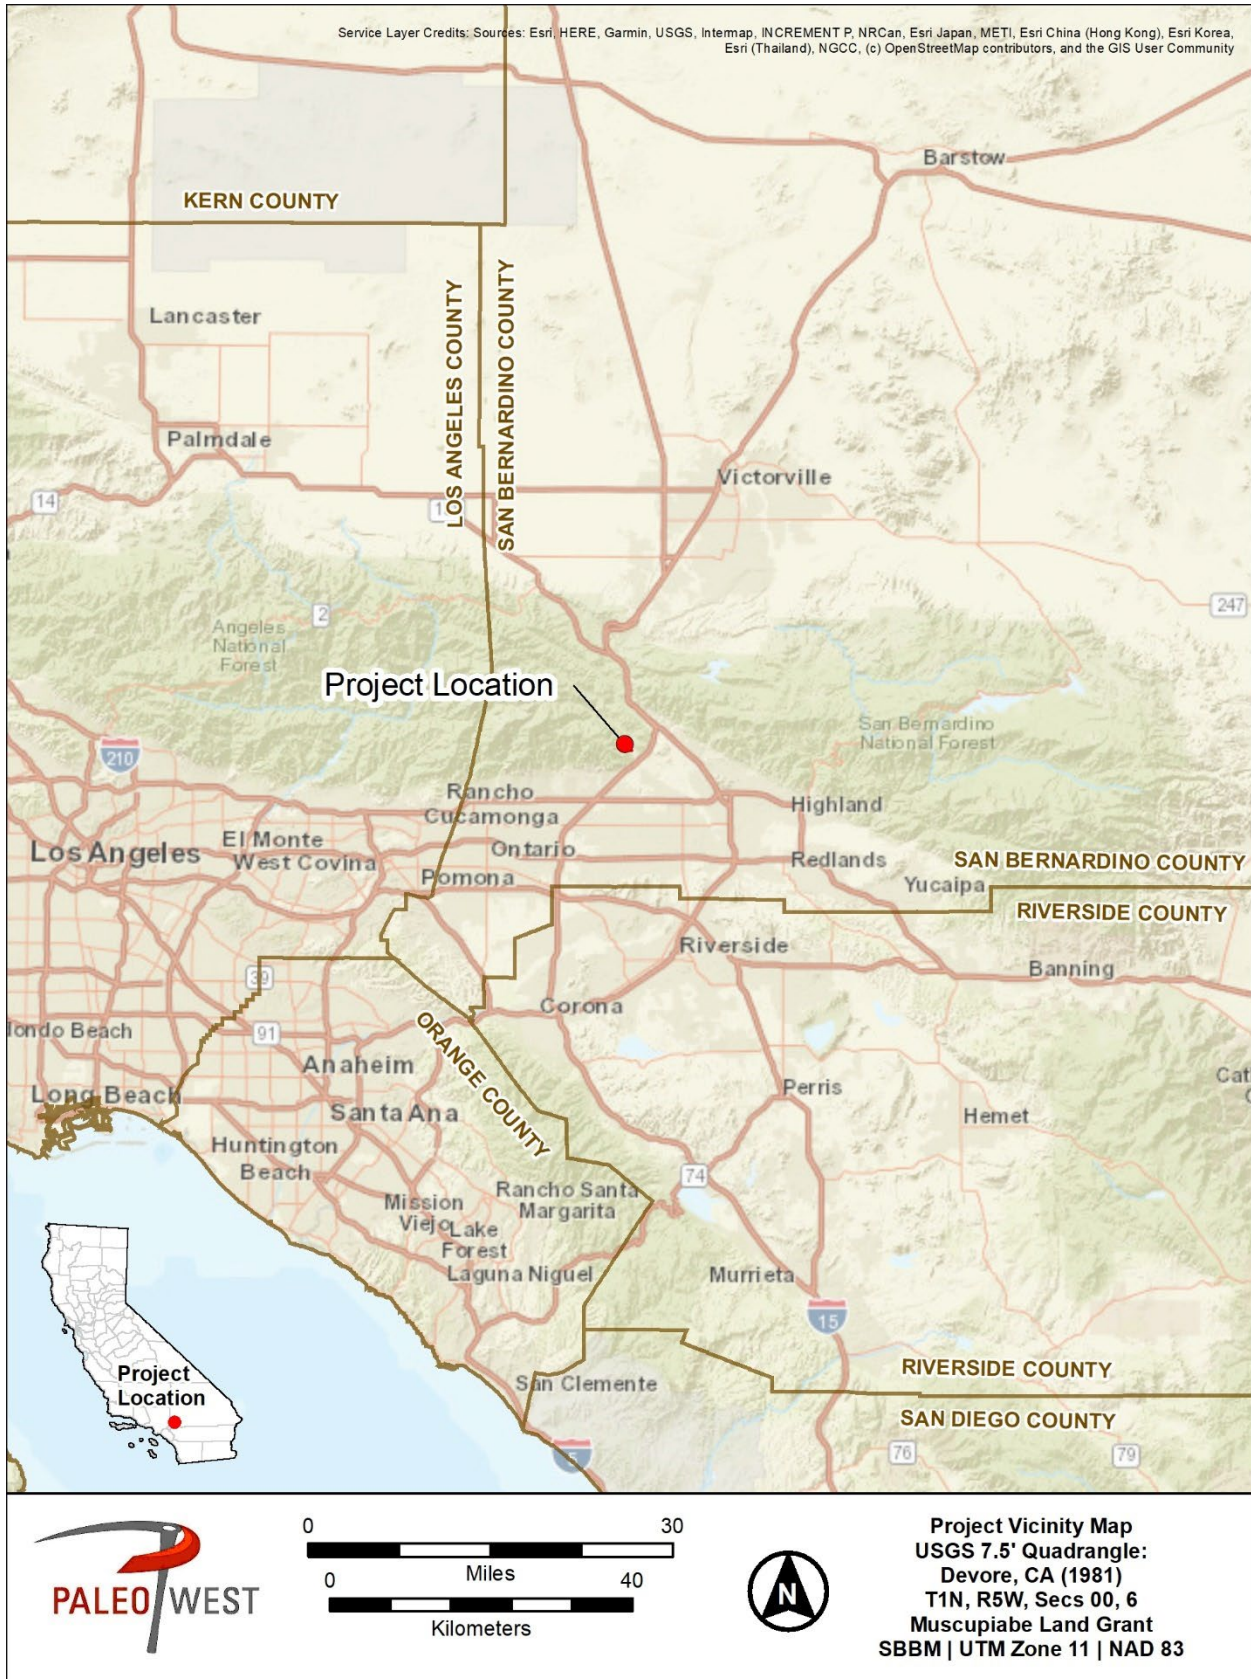 Service Layer Credits: Sources: Esri, HERE, Garmin, USGS, Intermap, INCREMENT P, NRCan, Esri Japan, METI, Esri China (Hong Kong), Esri Korea,
Esri (Thailand), NGCC, (c) OpenStreetMap contributors, and the GIS User Community
Barstow
KERN COUNTY
LOS ANGELES COUNTY
SAN BERNARDINO COUNTY
Lancaster
Palmdale
Victorville
14
247
2
Angeles
National
Forest
Project Location
San Bernardino
National Forest
210
Rancho
Cucamonga
Highland
El Monte
Los Angeles
West Covina
Ontario
Redlands
SAN BERNARDINO COUNTY
Pomona
Yucaipa
RIVERSIDE COUNTY
Riverside
Banning
39
Corona
ondo Beach
91
ORANGE COUNTY
Anaheim
Long Beach
Perris
Cat
Santa Ana
Hemet
Huntington
Beach
74
Rancho Santa
Margarita
Mission
Viejo
Lake
Forest
Laguna Niguel
Murrieta
15
Project
Location
RIVERSIDE COUNTY
San Clemente
SAN DIEGO COUNTY
5
76
79
PALEO WEST
0 30
Miles
0 40
Kilometers
N
Project Vicinity Map
USGS 7.5' Quadrangle:
Devore, CA (1981)
T1N, R5W, Secs 00, 6
Muscupiabe Land Grant
SBBM | UTM Zone 11 | NAD 83